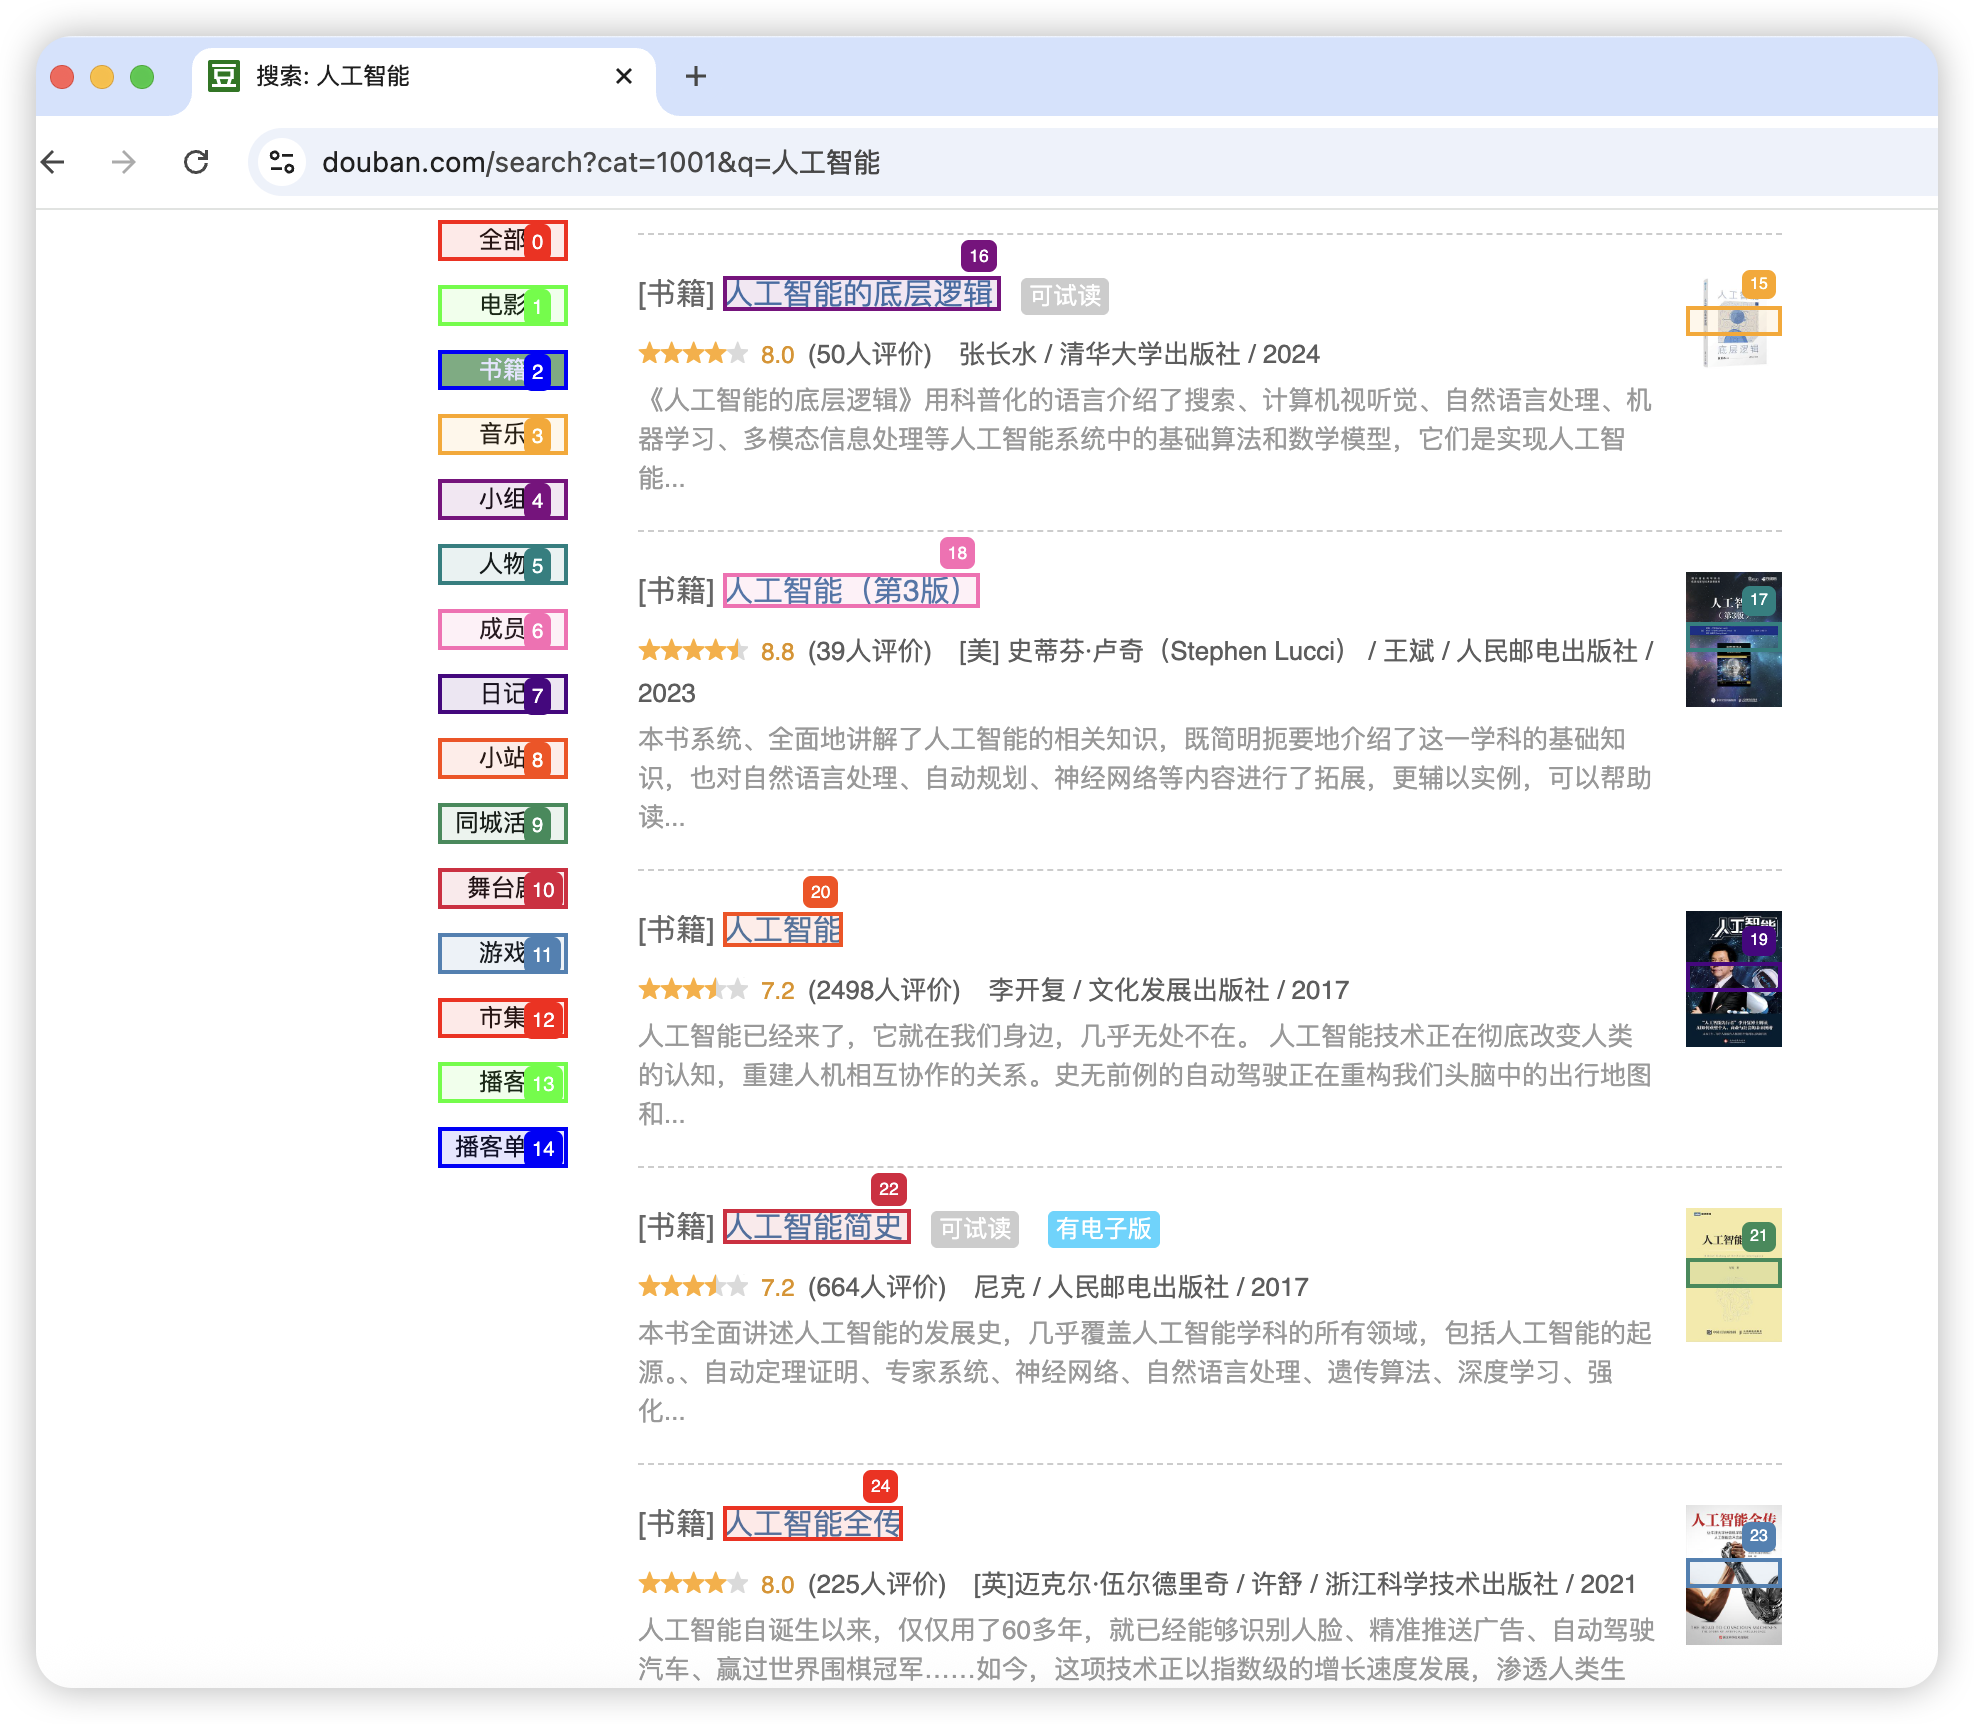 搜索: 人工智能
douban.com/search?cat=1001&q=人工智能
全部 0
电影 1
书籍 2
音乐 3
小组 4
人物 5
成员 6
日记 7
小站 8
同城活 9
舞台剧 10
游戏 11
市集 12
播客 13
播客单 14
16
[书籍] 人工智能的底层逻辑 可试读
15
8.0 (50人评价) 张长水 / 清华大学出版社 / 2024
底层逻辑
《人工智能的底层逻辑》用科普化的语言介绍了搜索、计算机视听觉、自然语言处理、机
器学习、多模态信息处理等人工智能系统中的基础算法和数学模型，它们是实现人工智
能...
18
[书籍] 人工智能（第3版）
17
8.8 (39人评价) [美] 史蒂芬·卢奇（Stephen Lucci） / 王斌 / 人民邮电出版社 /
2023
本书系统、全面地讲解了人工智能的相关知识，既简明扼要地介绍了这一学科的基础知
识，也对自然语言处理、自动规划、神经网络等内容进行了拓展，更辅以实例，可以帮助
读...
20
[书籍] 人工智能
人工智能
19
7.2 (2498人评价) 李开复 / 文化发展出版社 / 2017
人工智能已经来了，它就在我们身边，几乎无处不在。 人工智能技术正在彻底改变人类
的认知，重建人机相互协作的关系。史无前例的自动驾驶正在重构我们头脑中的出行地图
和...
22
[书籍] 人工智能简史 可试读 有电子版
人工智能
21
7.2 (664人评价) 尼克 / 人民邮电出版社 / 2017
本书全面讲述人工智能的发展史，几乎覆盖人工智能学科的所有领域，包括人工智能的起
源。、自动定理证明、专家系统、神经网络、自然语言处理、遗传算法、深度学习、强
化...
24
[书籍] 人工智能全传
人工智能全传
23
8.0 (225人评价) [英]迈克尔·伍尔德里奇 / 许舒 / 浙江科学技术出版社 / 2021
人工智能自诞生以来，仅仅用了60多年，就已经能够识别人脸、精准推送广告、自动驾驶
汽车、赢过世界围棋冠军……如今，这项技术正以指数级的增长速度发展，渗透人类生